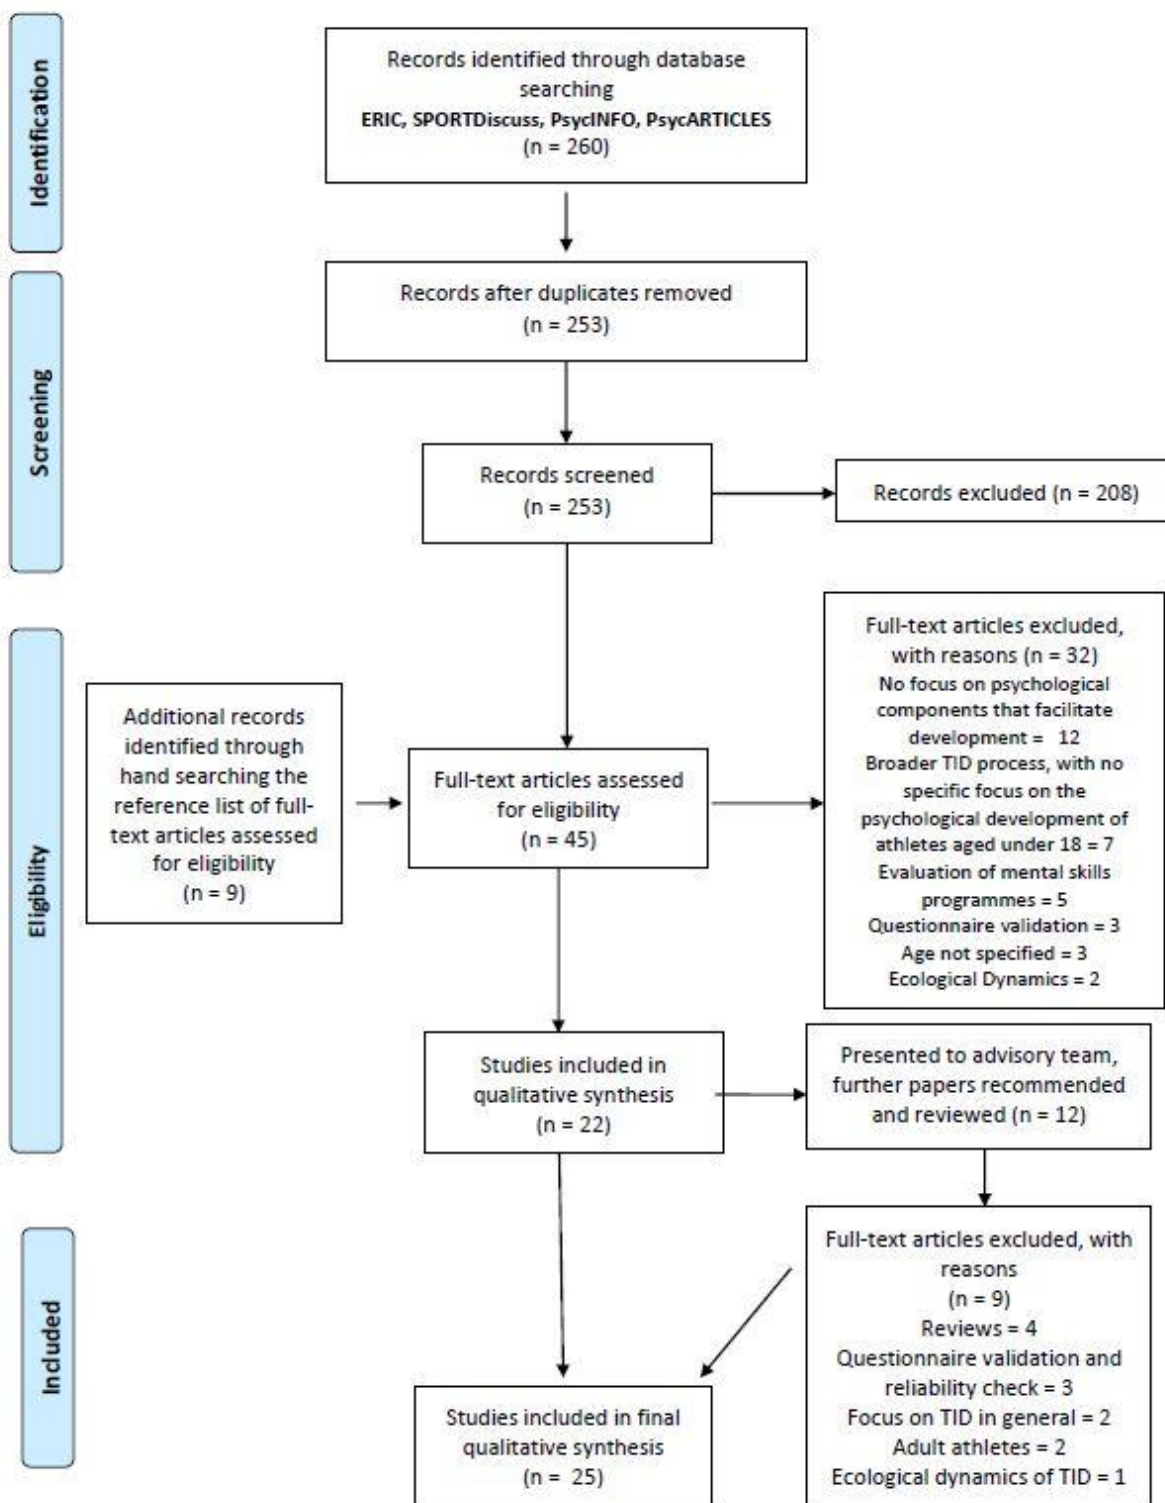 Identification
Records identified through database
searching
ERIC, SPORTDiscuss, PsycINFO, PsycARTICLES
(n = 260)
Screening
Records after duplicates removed
(n = 253)
Records screened
(n = 253)
Records excluded (n = 208)
Eligibility
Additional records
identified through
hand searching the
reference list of full-
text articles assessed
for eligibility
(n = 9)
Full-text articles assessed
for eligibility
(n = 45)
Full-text articles excluded,
with reasons (n = 32)
No focus on psychological
components that facilitate
development = 12
Broader TID process, with no
specific focus on the
psychological development of
athletes aged under 18 = 7
Evaluation of mental skills
programmes = 5
Questionnaire validation = 3
Age not specified = 3
Ecological Dynamics = 2
Studies included in
qualitative synthesis
(n = 22)
Presented to advisory team,
further papers recommended
and reviewed (n = 12)
Included
Full-text articles excluded, with
reasons
(n = 9)
Reviews = 4
Questionnaire validation and
reliability check = 3
Focus on TID in general = 2
Adult athletes = 2
Ecological dynamics of TID = 1
Studies included in final
qualitative synthesis
(n = 25)